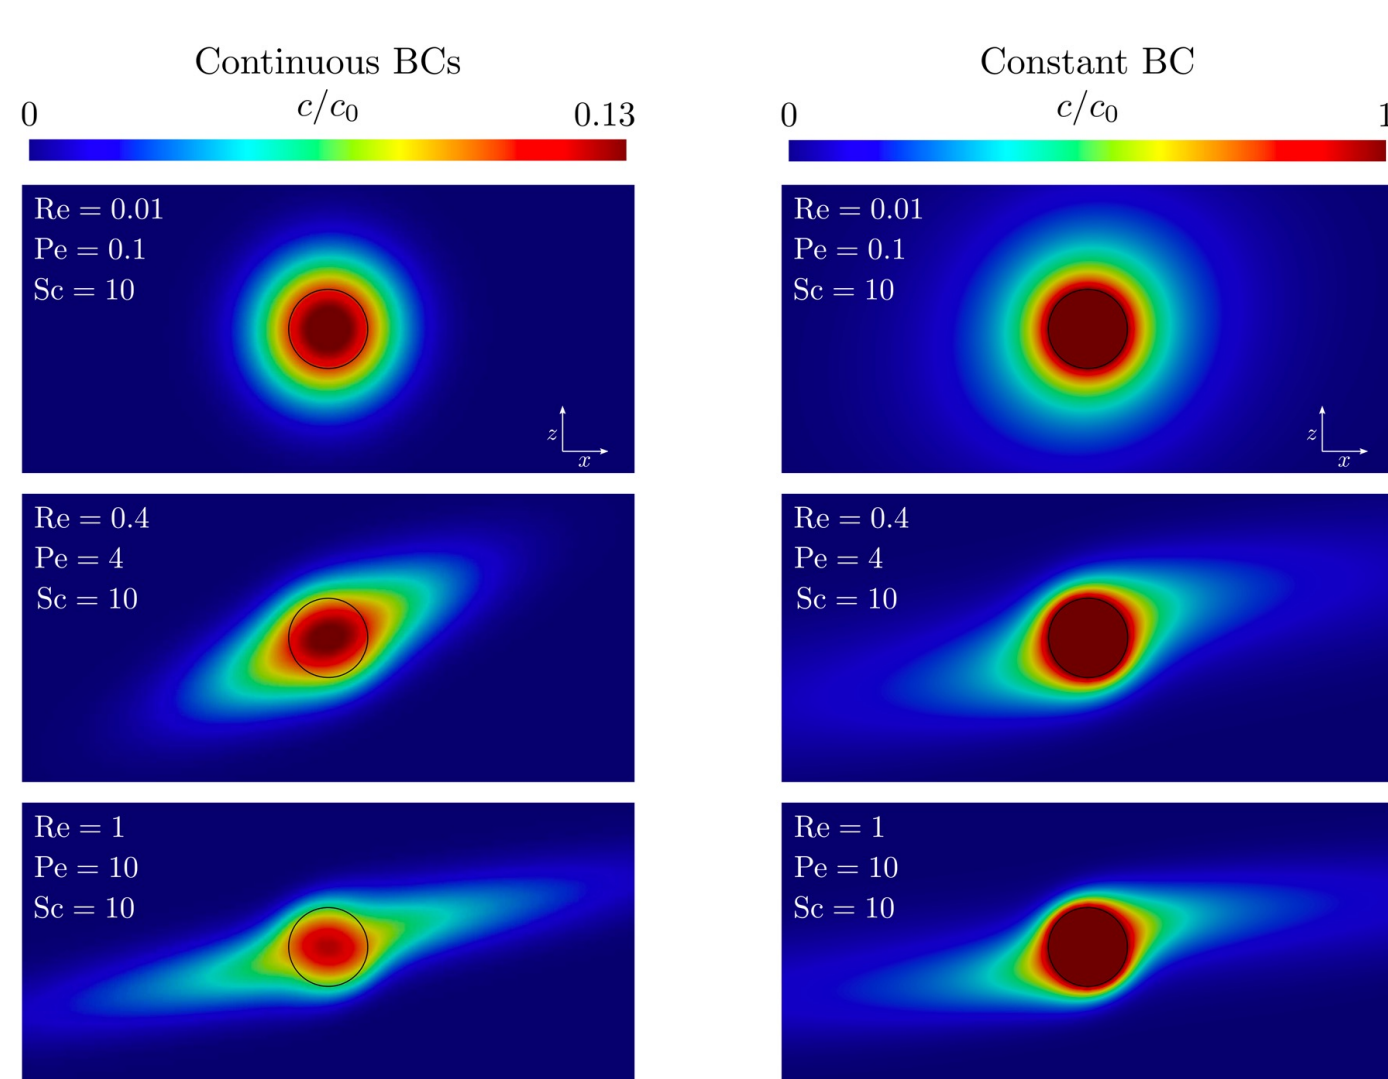 Continuous BCs
c/c₀
0 0.13
Re = 0.01
Pe = 0.1
Sc = 10
z
x
Re = 0.4
Pe = 4
Sc = 10
Re = 1
Pe = 10
Sc = 10
Constant BC
c/c₀
0 1
Re = 0.01
Pe = 0.1
Sc = 10
z
x
Re = 0.4
Pe = 4
Sc = 10
Re = 1
Pe = 10
Sc = 10